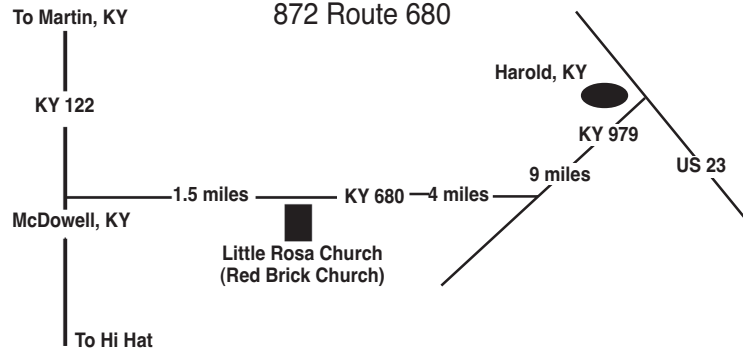 872 Route 680
To Martin, KY
Harold, KY
KY 122
KY 979
US 23
9 miles
1.5 miles
KY 680
4 miles
McDowell, KY
Little Rosa Church
(Red Brick Church)
To Hi Hat